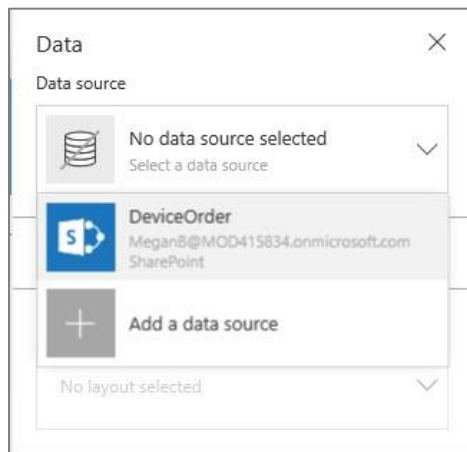 Data
Data source
No data source selected
Select a data source
DeviceOrder
MeganB@MOD415834.onmicrosoft.com
SharePoint
Add a data source
No layout selected